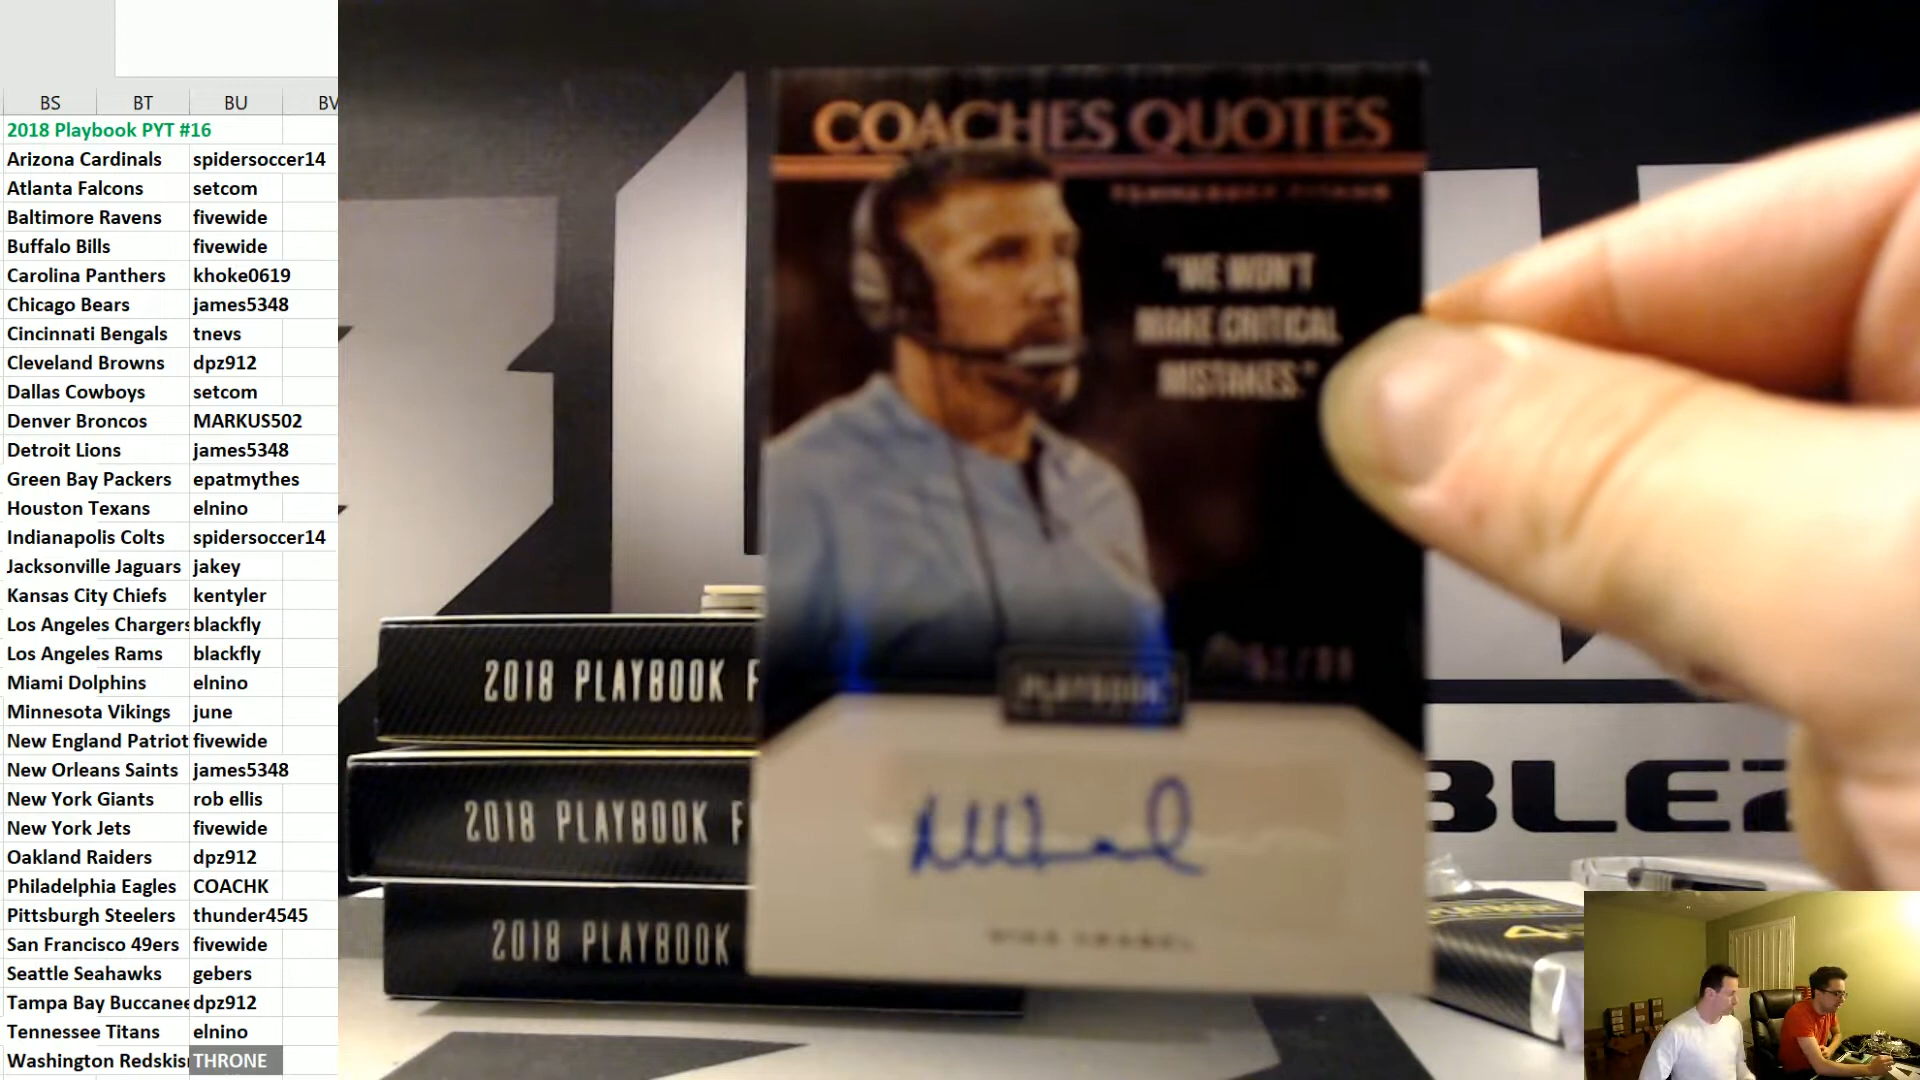 BS BT BU BV
2018 Playbook PYT #16
Arizona Cardinals spidersoccer14
Atlanta Falcons setcom
Baltimore Ravens fivewide
Buffalo Bills fivewide
Carolina Panthers khoke0619
Chicago Bears james5348
Cincinnati Bengals tnevs
Cleveland Browns dpz912
Dallas Cowboys setcom
Denver Broncos MARKUS502
Detroit Lions james5348
Green Bay Packers epatmythes
Houston Texans elnino
Indianapolis Colts spidersoccer14
Jacksonville Jaguars jakey
Kansas City Chiefs kentyler
Los Angeles Chargers blackfly
Los Angeles Rams blackfly
Miami Dolphins elnino
Minnesota Vikings june
New England Patriot fivewide
New Orleans Saints james5348
New York Giants rob ellis
New York Jets fivewide
Oakland Raiders dpz912
Philadelphia Eagles COACHK
Pittsburgh Steelers thunder4545
San Francisco 49ers fivewide
Seattle Seahawks gebers
Tampa Bay Buccanee dpz912
Tennessee Titans elnino
Washington Redskis THRONE
COACHES QUOTES
TENNESSEE TITANS
"WE WON'T
MAKE CRITICAL
MISTAKES."
PLAYBOOK
MIKE VRABEL
2018 PLAYBOOK F
2018 PLAYBOOK F
2018 PLAYBOOK
BLEZ